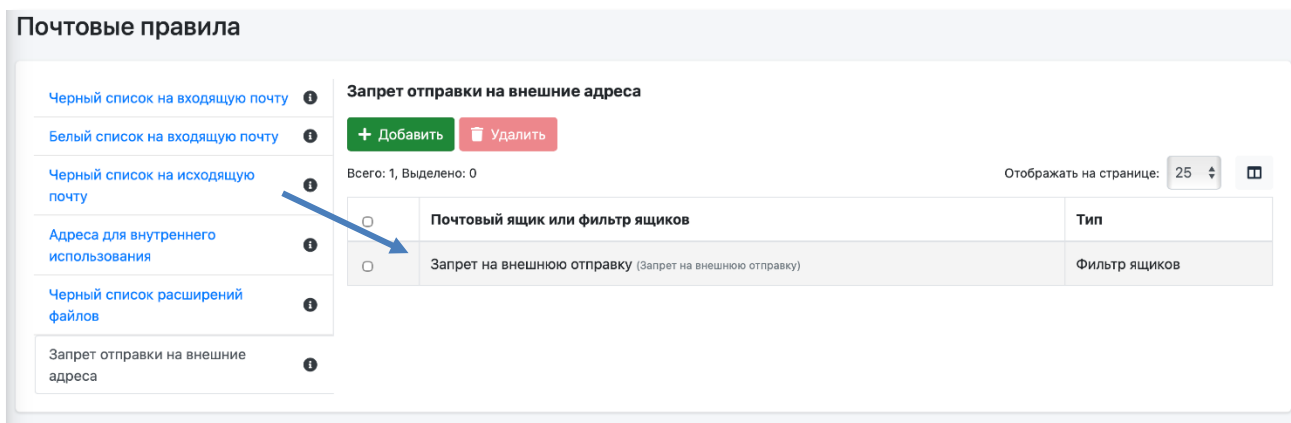 Почтовые правила
Черный список на входящую почту
Белый список на входящую почту
Черный список на исходящую
почту
Адреса для внутреннего
использования
Черный список расширений
файлов
Запрет отправки на внешние
адреса
Запрет отправки на внешние адреса
+ Добавить Удалить
Всего: 1, Выделено: 0 Отображать на странице: 25
Почтовый ящик или фильтр ящиков Тип
Запрет на внешнюю отправку (Запрет на внешнюю отправку) Фильтр ящиков